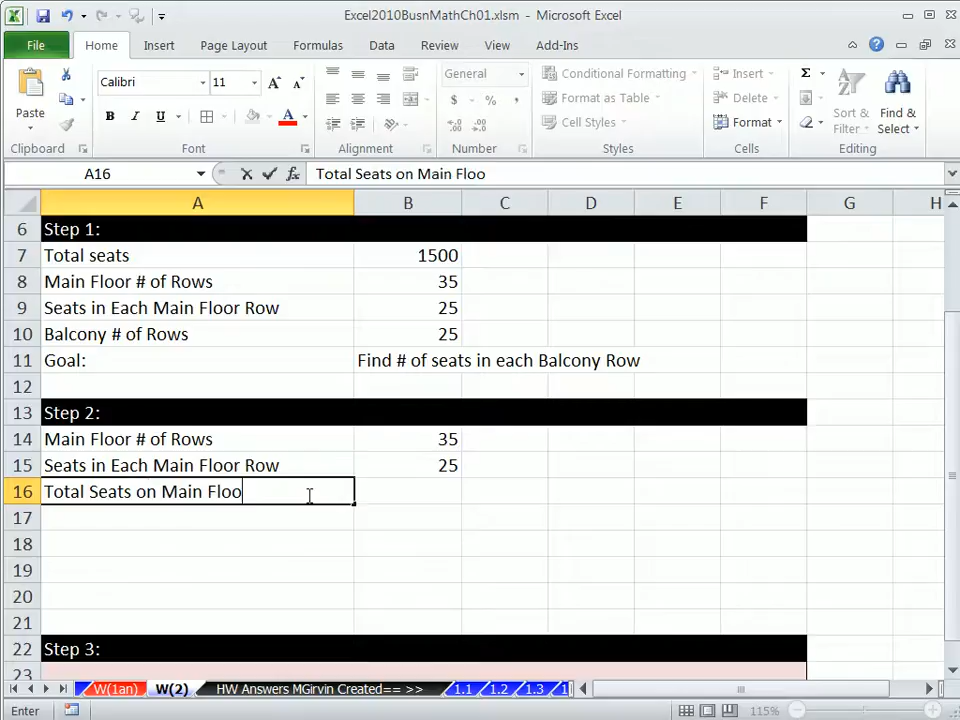 Excel2010BusnMathCh01.xlsm - Microsoft Excel
File Home Insert Page Layout Formulas Data Review View Add-Ins
Paste
Calibri 11
General
Conditional Formatting
Format as Table
Cell Styles
Insert
Delete
Format
Sort & Filter
Find & Select
Clipboard Font Alignment Number Styles Cells Editing
A16 Total Seats on Main Floo
A B C D E F G H
6 Step 1:
7 Total seats 1500
8 Main Floor # of Rows 35
9 Seats in Each Main Floor Row 25
10 Balcony # of Rows 25
11 Goal: Find # of seats in each Balcony Row
12
13 Step 2:
14 Main Floor # of Rows 35
15 Seats in Each Main Floor Row 25
16 Total Seats on Main Floo
17
18
19
20
21
22 Step 3:
23
W(1an) W(2) HW Answers MGirvin Created== >> 1.1 1.2 1.3 1
Enter 115%